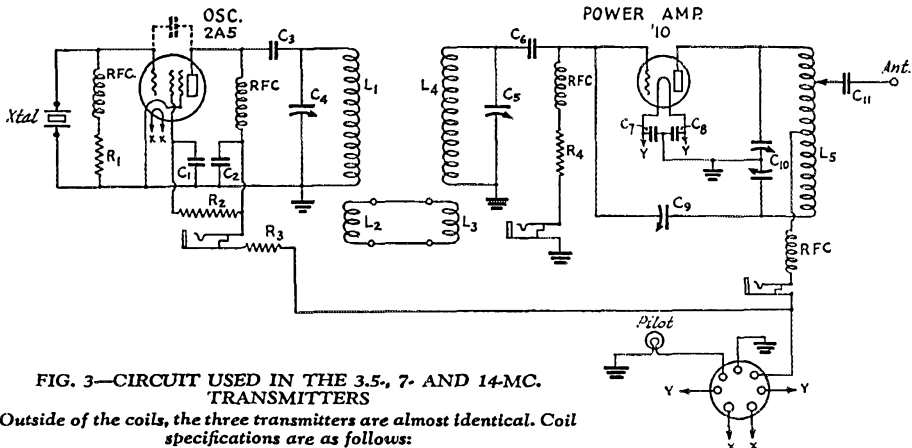 OSC.
2A5
POWER AMP.
'10
C3
C6
RFC
RFC
RFC
Ant.
Xtal
C4
L1
L4
C5
C7
C8
C11
R1
x x
C1
C2
R4
Y
Y
C10
L5
R2
L2
L3
C9
R3
RFC
Pilot
Y
Y
x
x
FIG. 3—CIRCUIT USED IN THE 3.5-, 7- AND 14-MC.
TRANSMITTERS
Outside of the coils, the three transmitters are almost identical. Coil
specifications are as follows: